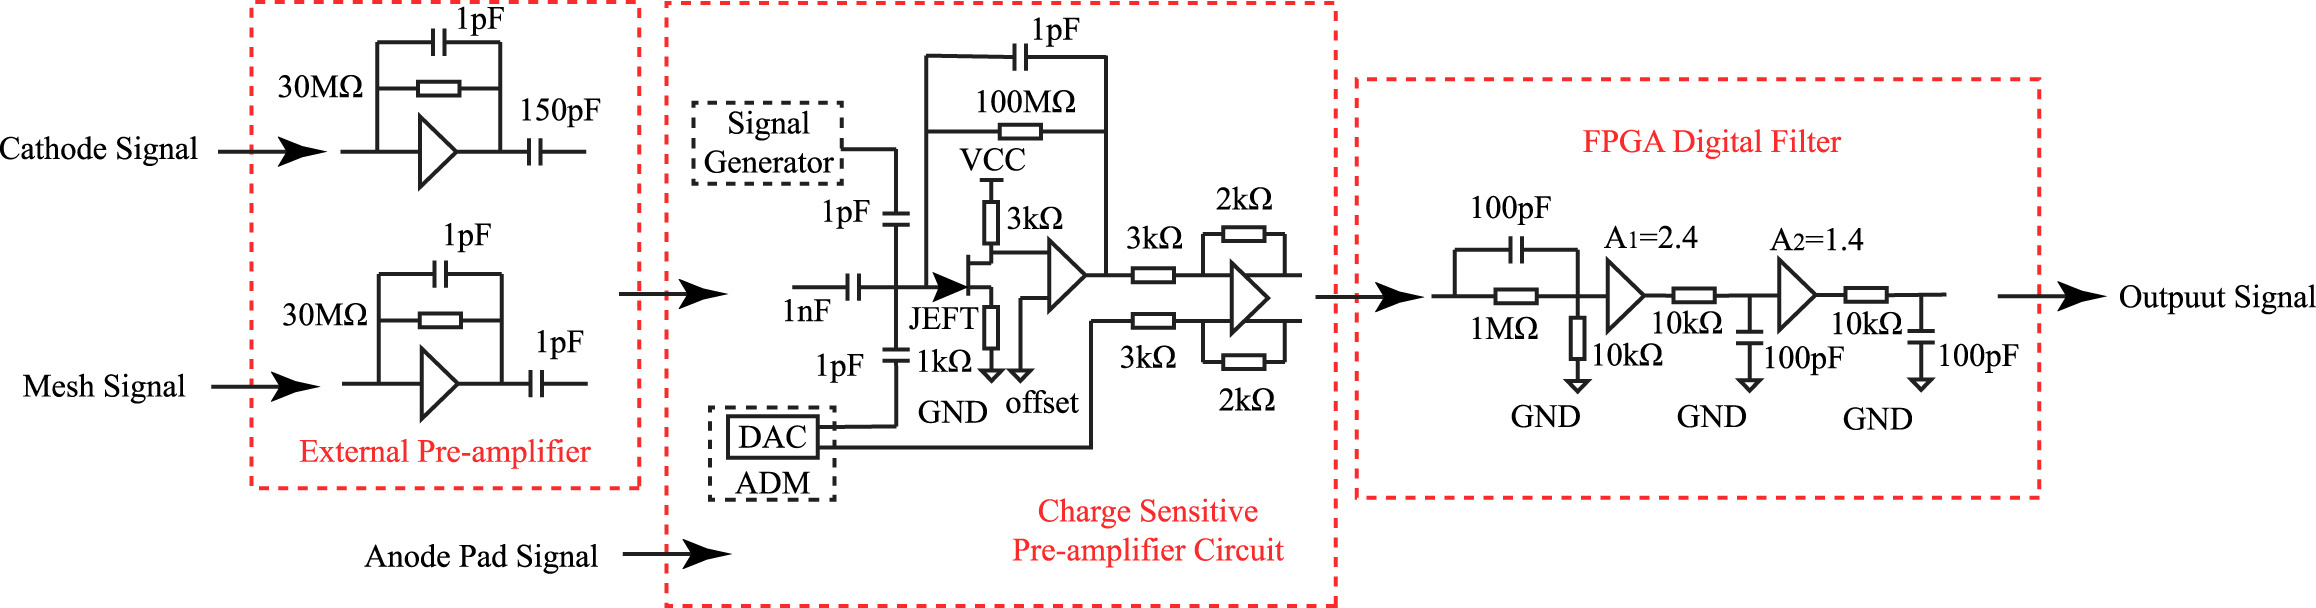 Cathode Signal
Mesh Signal
1pF
30MΩ
150pF
1pF
30MΩ
1pF
External Pre-amplifier
Anode Pad Signal
Signal
Generator
1pF
1nF
1pF
DAC
ADM
1pF
100MΩ
VCC
3kΩ
JEFT
1kΩ
GND
offset
3kΩ
2kΩ
3kΩ
2kΩ
Charge Sensitive
Pre-amplifier Circuit
FPGA Digital Filter
100pF
1MΩ
10kΩ
GND
A1=2.4
10kΩ
100pF
GND
A2=1.4
10kΩ
100pF
GND
Outpuut Signal